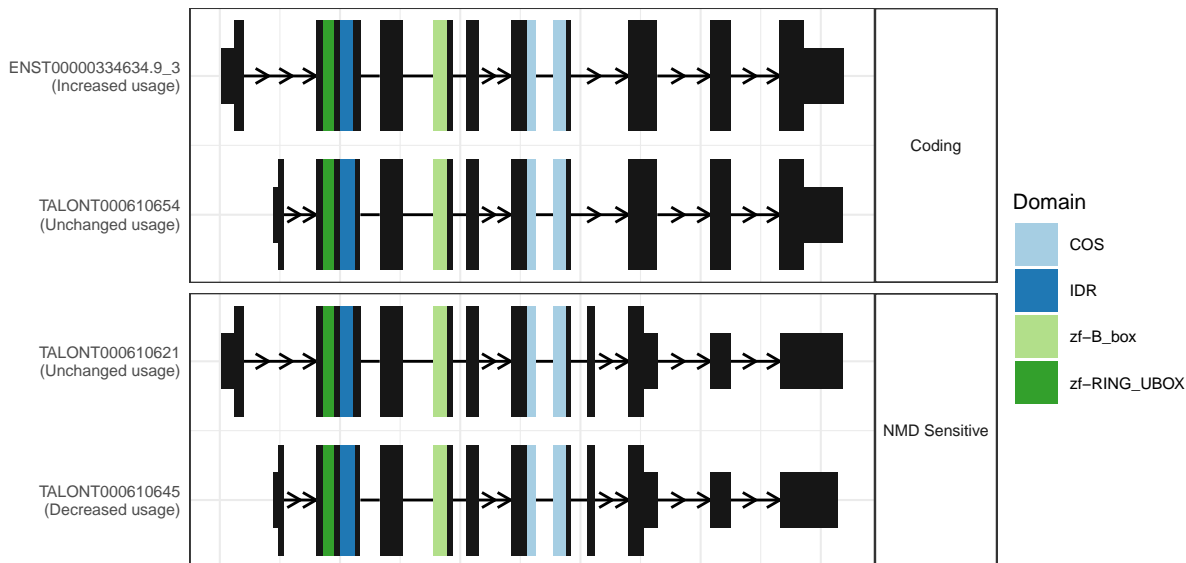 ENST00000334634.9_3
(Increased usage)
TALONT000610654
(Unchanged usage)
Coding
TALONT000610621
(Unchanged usage)
TALONT000610645
(Decreased usage)
NMD Sensitive
Domain
COS
IDR
zf−B_box
zf−RING_UBOX